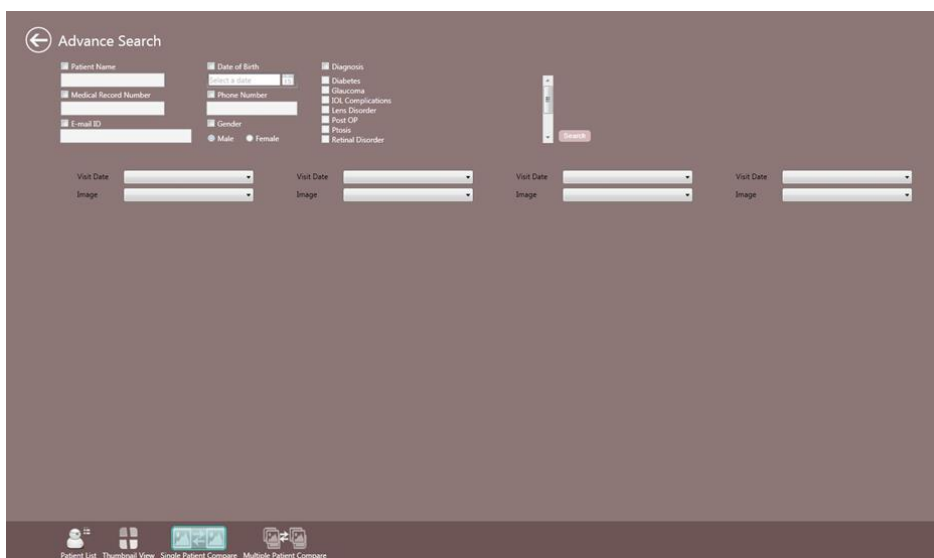 Advance Search
Patient Name
Date of Birth
Diagnosis
Select a date
15
Diabetes
Glaucoma
Medical Record Number
Phone Number
IOL Complications
Lens Disorder
Post OP
E-mail ID
Gender
Ptosis
Male
Female
Retinal Disorder
Search
Visit Date
Visit Date
Visit Date
Visit Date
Image
Image
Image
Image
Patient List
Thumbnail View
Single Patient Compare
Multiple Patient Compare